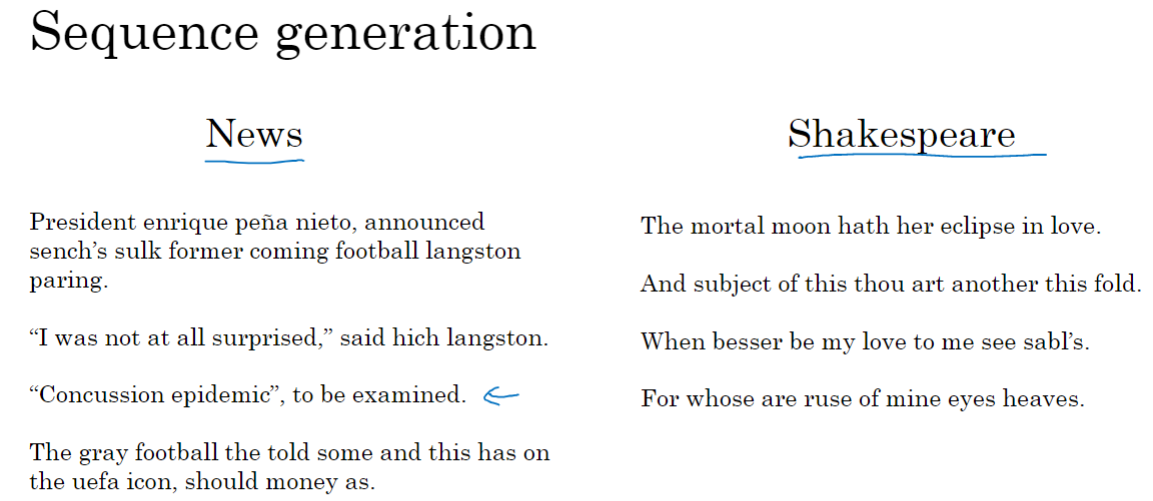 Sequence generation
News
President enrique peña nieto, announced
sench’s sulk former coming football langston
paring.
“I was not at all surprised,” said hich langston.
“Concussion epidemic”, to be examined.
The gray football the told some and this has on
the uefa icon, should money as.
Shakespeare
The mortal moon hath her eclipse in love.
And subject of this thou art another this fold.
When besser be my love to me see sabl’s.
For whose are ruse of mine eyes heaves.